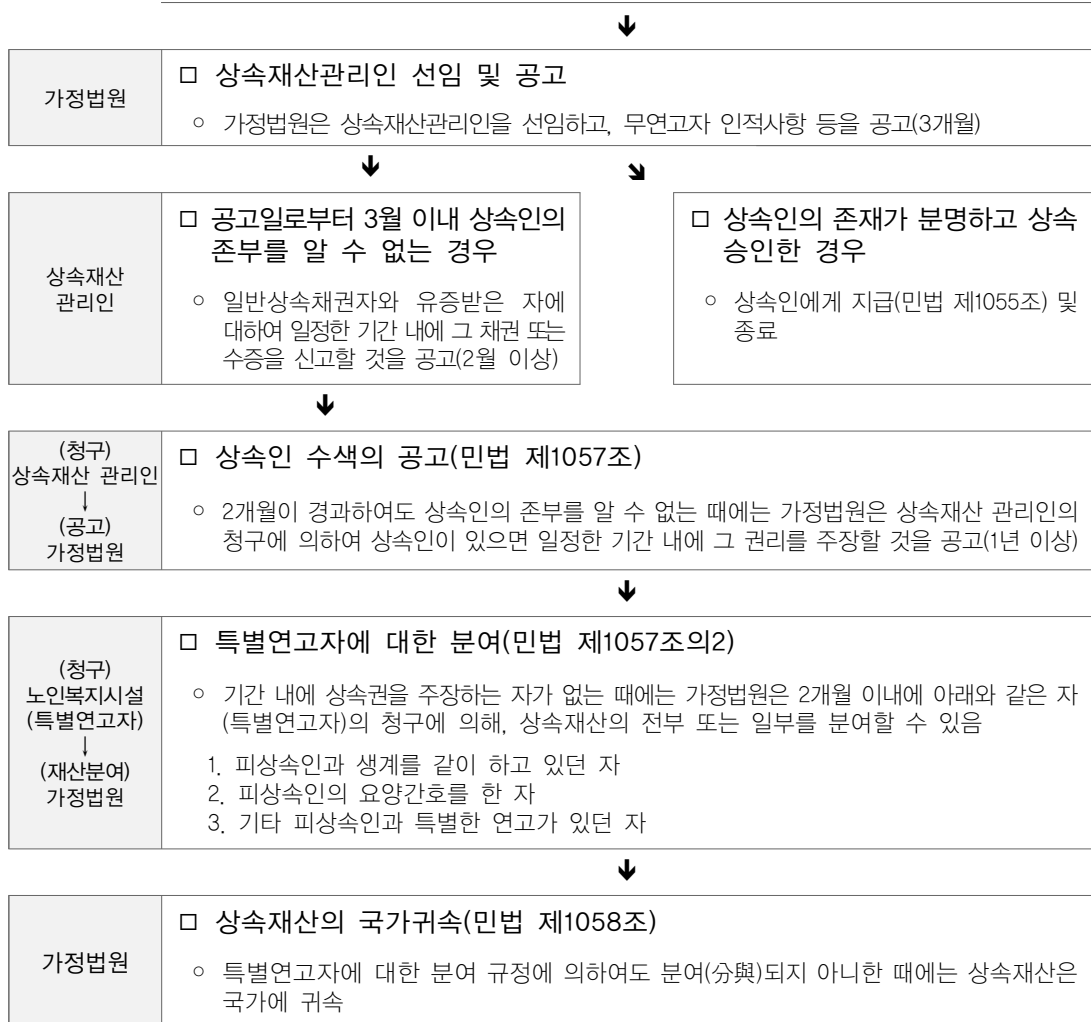 가정법원
□ 상속재산관리인 선임 및 공고
○ 가정법원은 상속재산관리인을 선임하고, 무연고자 인적사항 등을 공고(3개월)
상속재산
관리인
□ 공고일로부터 3월 이내 상속인의
존부를 알 수 없는 경우
○ 일반상속채권자와 유증받은 자에
대하여 일정한 기간 내에 그 채권 또는
수증을 신고할 것을 공고(2월 이상)
□ 상속인의 존재가 분명하고 상속
승인한 경우
○ 상속인에게 지급(민법 제1055조) 및
종료
(청구)
상속재산 관리인
↓
(공고)
가정법원
□ 상속인 수색의 공고(민법 제1057조)
○ 2개월이 경과하여도 상속인의 존부를 알 수 없는 때에는 가정법원은 상속재산 관리인의
청구에 의하여 상속인이 있으면 일정한 기간 내에 그 권리를 주장할 것을 공고(1년 이상)
(청구)
노인복지시설
(특별연고자)
↓
(재산분여)
가정법원
□ 특별연고자에 대한 분여(민법 제1057조의2)
○ 기간 내에 상속권을 주장하는 자가 없는 때에는 가정법원은 2개월 이내에 아래와 같은 자
(특별연고자)의 청구에 의해, 상속재산의 전부 또는 일부를 분여할 수 있음
1. 피상속인과 생계를 같이 하고 있던 자
2. 피상속인의 요양간호를 한 자
3. 기타 피상속인과 특별한 연고가 있던 자
가정법원
□ 상속재산의 국가귀속(민법 제1058조)
○ 특별연고자에 대한 분여 규정에 의하여도 분여(分與)되지 아니한 때에는 상속재산은
국가에 귀속